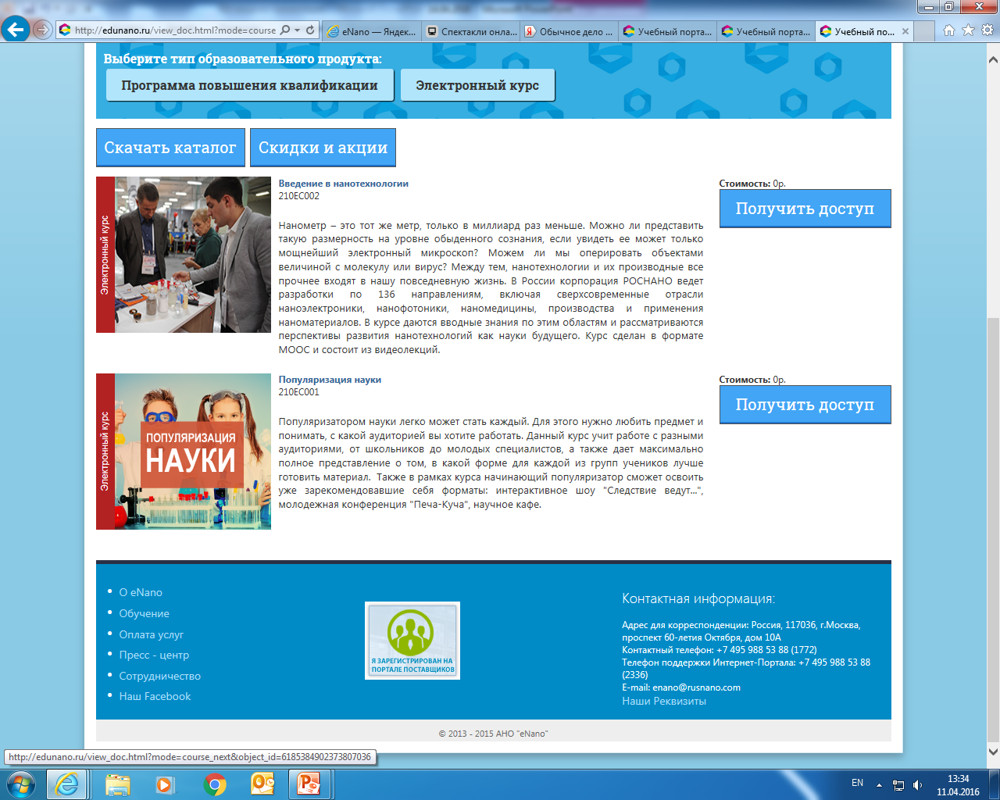 http://edunano.ru/view_doc.html?mode=course
eNano — Яндек...
Спектакли онла...
Обычное дело ...
Учебный порта...
Учебный порта...
Учебный по...
Выберите тип образовательного продукта:
Программа повышения квалификации
Электронный курс
Скачать каталог
Скидки и акции
Электронный курс
Введение в нанотехнологии
210EC002
Нанометр – это тот же метр, только в миллиард раз меньше. Можно ли представить
такую размерность на уровне обыденного сознания, если увидеть ее может только
мощнейший электронный микроскоп? Можем ли мы оперировать объектами
величиной с молекулу или вирус? Между тем, нанотехнологии и их производные все
прочнее входят в нашу повседневную жизнь. В России корпорация РОСНАНО ведет
разработки по 136 направлениям, включая сверхсовременные отрасли
наноэлектроники, нанофотоники, наномедицины, производства и применения
наноматериалов. В курсе даются вводные знания по этим областям и рассматриваются
перспективы развития нанотехнологий как науки будущего. Курс сделан в формате
МООС и состоит из видеолекций.
Стоимость: 0р.
Получить доступ
Электронный курс
ПОПУЛЯРИЗАЦИЯ
НАУКИ
Популяризация науки
210EC001
Популяризатором науки легко может стать каждый. Для этого нужно любить предмет и
понимать, с какой аудиторией вы хотите работать. Данный курс учит работе с разными
аудиториями, от школьников до молодых специалистов, а также дает максимально
полное представление о том, в какой форме для каждой из групп учеников лучше
готовить материал. Также в рамках курса начинающий популяризатор сможет освоить
уже зарекомендовавшие себя форматы: интерактивное шоу "Следствие ведут...",
молодежная конференция "Печа-Куча", научное кафе.
Стоимость: 0р.
Получить доступ
О eNano
Обучение
Оплата услуг
Пресс - центр
Сотрудничество
Наш Facebook
Я ЗАРЕГИСТРИРОВАН НА
ПОРТАЛЕ ПОСТАВЩИКОВ
Контактная информация:
Адрес для корреспонденции: Россия, 117036, г.Москва,
проспект 60-летия Октября, дом 10А
Контактный телефон: +7 495 988 53 88 (1772)
Телефон поддержки Интернет-Портала: +7 495 988 53 88
(2336)
E-mail: enano@rusnano.com
Наши Реквизиты
© 2013 - 2015 АНО "eNano"
http://edunano.ru/view_doc.html?mode=course_next&object_id=6185384902373807036
EN
13:34
11.04.2016